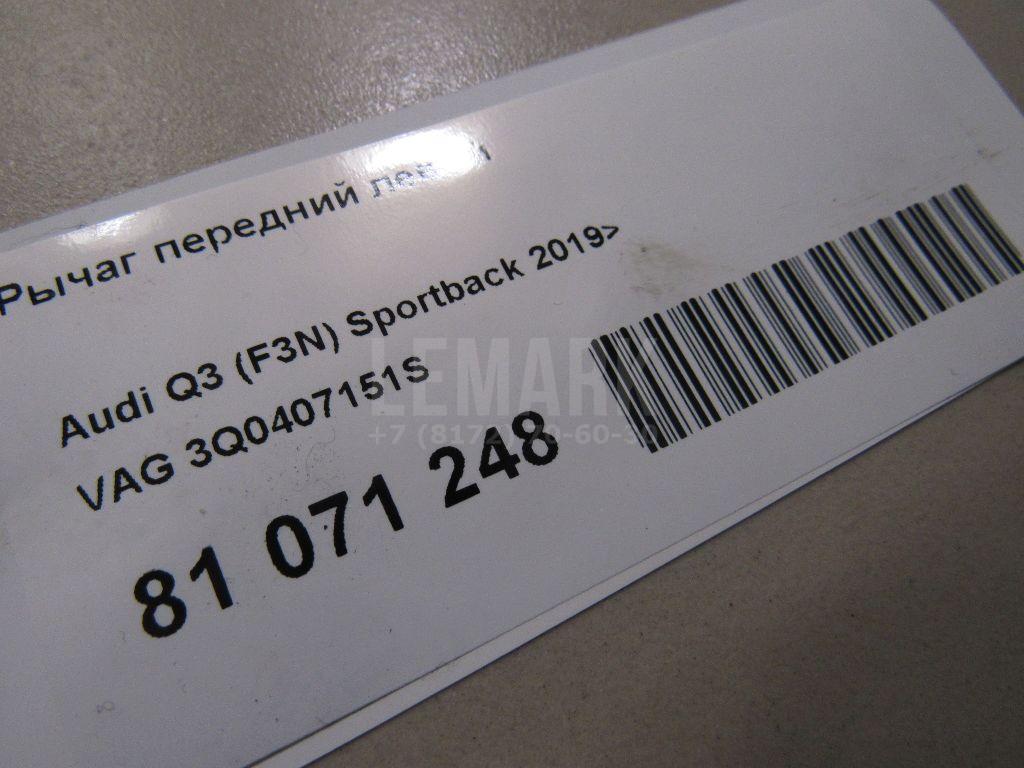 Рычаг передний
Audi Q3 (F3N) Sportback 2019>
VAG 3Q0407151S
81 071 248
LEMARK